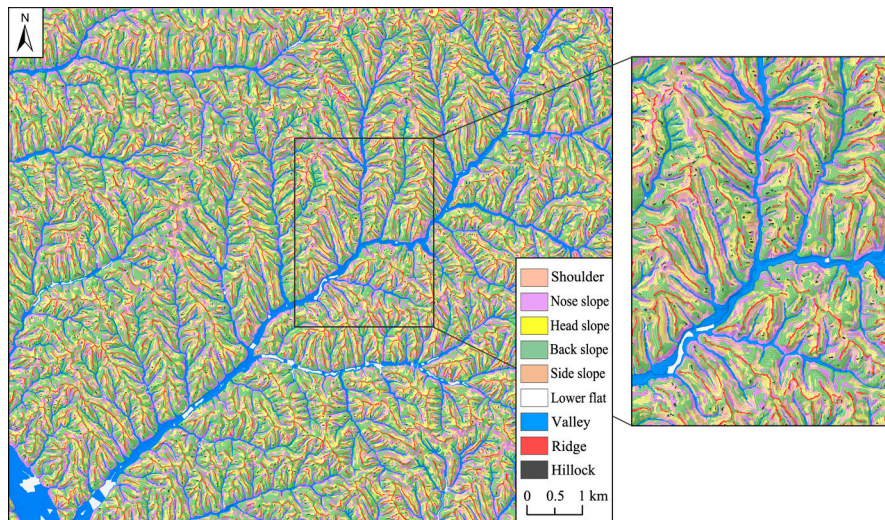 N
Shoulder
Nose slope
Head slope
Back slope
Side slope
Lower flat
Valley
Ridge
Hillock
0 0.5 1 km